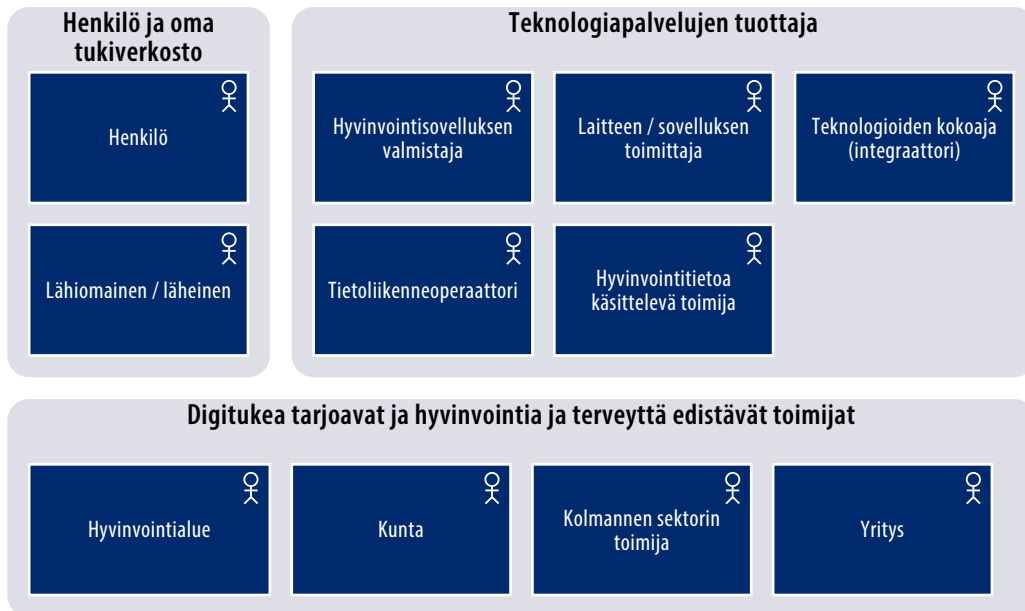 Henkilö ja oma
tukiverkosto
Henkilö
Lähiomainen / läheinen
Teknologiapalvelujen tuottaja
Hyvinvointisovelluksen
valmistaja
Laitteen / sovelluksen
toimittaja
Teknologioiden kokoaja
(integraattori)
Tietoliikenneoperaattori
Hyvinvointitietoa
käsittelevä toimija
Digitukea tarjoavat ja hyvinvointia ja terveyttä edistävät toimijat
Hyvinvointialue
Kunta
Kolmannen sektorin
toimija
Yritys